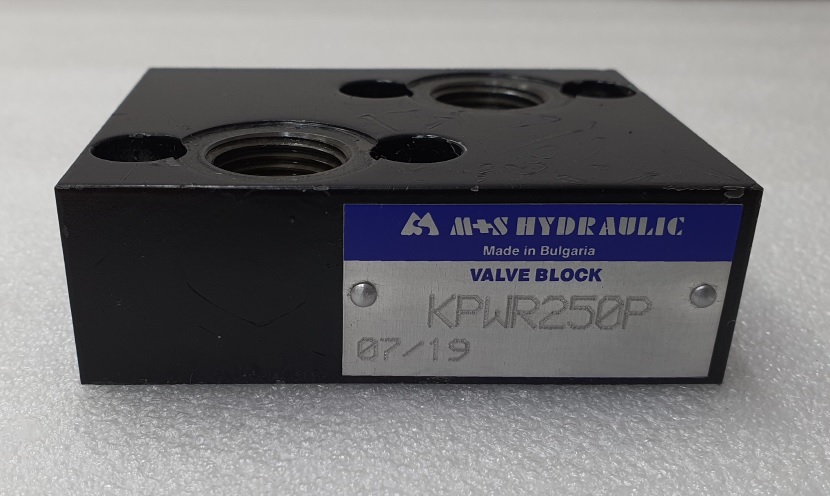 M+S HYDRAULIC
Made in Bulgaria
VALVE BLOCK
KPWR250P
07/19